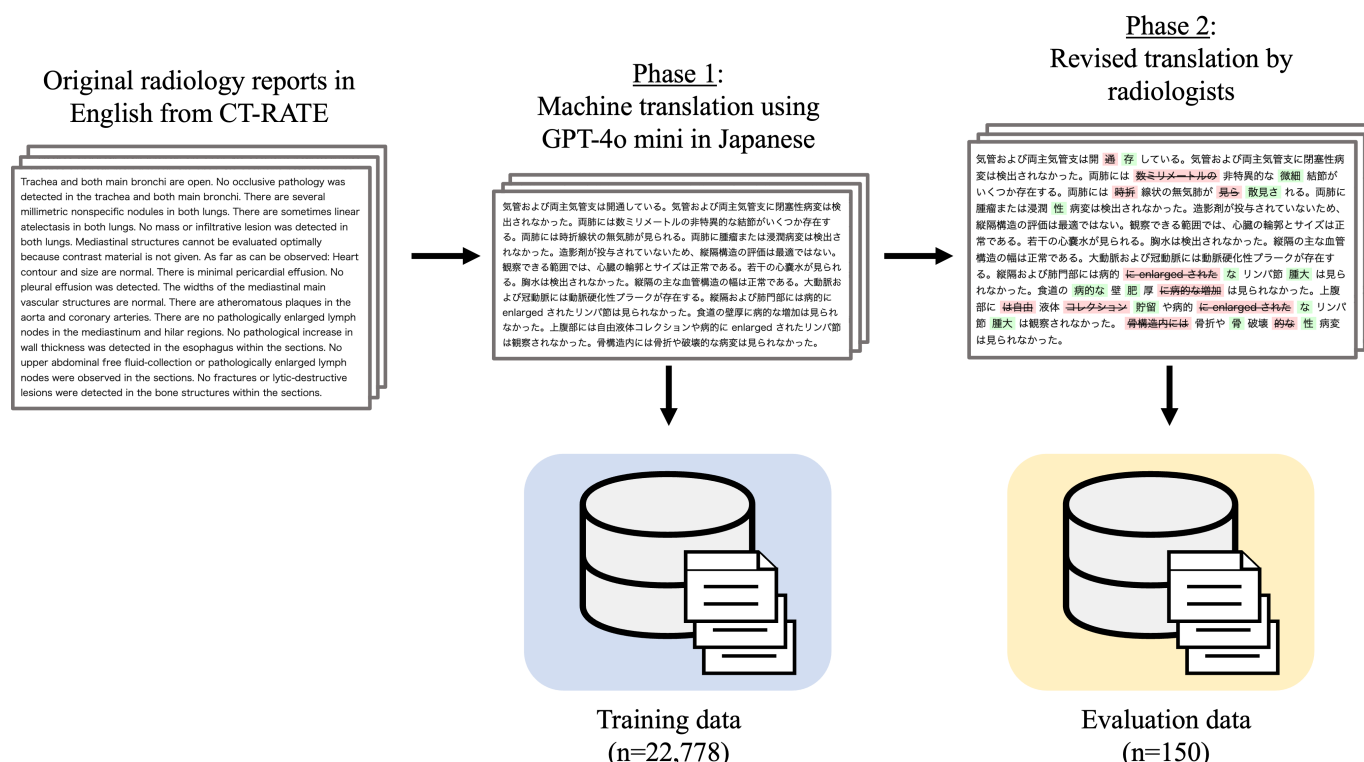 Original radiology reports in
English from CT-RATE
Trachea and both main bronchi are open. No occlusive pathology was
detected in the trachea and both main bronchi. There are several
millimetric nonspecific nodules in both lungs. There are sometimes linear
atelectasis in both lungs. No mass or infiltrative lesion was detected in
both lungs. Mediastinal structures cannot be evaluated optimally
because contrast material is not given. As far as can be observed: Heart
contour and size are normal. There is minimal pericardial effusion. No
pleural effusion was detected. The widths of the mediastinal main
vascular structures are normal. There are atheromatous plaques in the
aorta and coronary arteries. There are no pathologically enlarged lymph
nodes in the mediastinum and hilar regions. No pathological increase in
wall thickness was detected in the esophagus within the sections. No
upper abdominal free fluid-collection or pathologically enlarged lymph
nodes were observed in the sections. No fractures or lytic-destructive
lesions were detected in the bone structures within the sections.
Phase 1:
Machine translation using
GPT-4o mini in Japanese
気管および両主気管支は開通している。気管および両主気管支に閉塞性病変は検
出されなかった。両肺には数ミリメートルの非特異的な結節がいくつか存在す
る。両肺には時折線状の無気肺が見られる。両肺に腫瘤または浸潤病変は検出さ
れなかった。造影剤が投与されていないため、縦隔構造の評価は最適ではない。
観察できる範囲では、心臓の輪郭とサイズは正常である。若干の心嚢水が見られ
る。胸水は検出されなかった。縦隔の主な血管構造の幅は正常である。大動脈お
よび冠動脈には動脈硬化性プラークが存在する。縦隔および肺門部には病的に
enlarged されたリンパ節は見られなかった。食道の壁厚に病的な増加は見られ
なかった。上腹部には自由液体コレクションや病的に enlarged されたリンパ節
は観察されなかった。骨構造内には骨折や破壊的な病変は見られなかった。
Phase 2:
Revised translation by
radiologists
気管および両主気管支は開 通 存 している。気管および両主気管支に閉塞性病
変は検出されなかった。両肺には 数ミリメートルの 非特異的な 微細 結節が
いくつか存在する。両肺には 時折 線状の無気肺が 見ら 散見さ れる。両肺に
腫瘤または浸潤 性 病変は検出されなかった。造影剤が投与されていないため、
縦隔構造の評価は最適ではない。観察できる範囲では、心臓の輪郭とサイズは正
常である。若干の心嚢水が見られる。胸水は検出されなかった。縦隔の主な血管
構造の幅は正常である。大動脈および冠動脈には動脈硬化性プラークが存在す
る。縦隔および肺門部には病的 に enlarged された な リンパ節 腫大 は見ら
れなかった。食道の 病的な 壁 肥 厚 に病的な増加 は見られなかった。上腹
部に は自由 液体 コレクション 貯留 や病的 に enlarged された な リンパ
節 腫大 は観察されなかった。 骨構造内には 骨折や 骨 破壊 的な 性 病変
は見られなかった。
Training data
(n=22,778)
Evaluation data
(n=150)